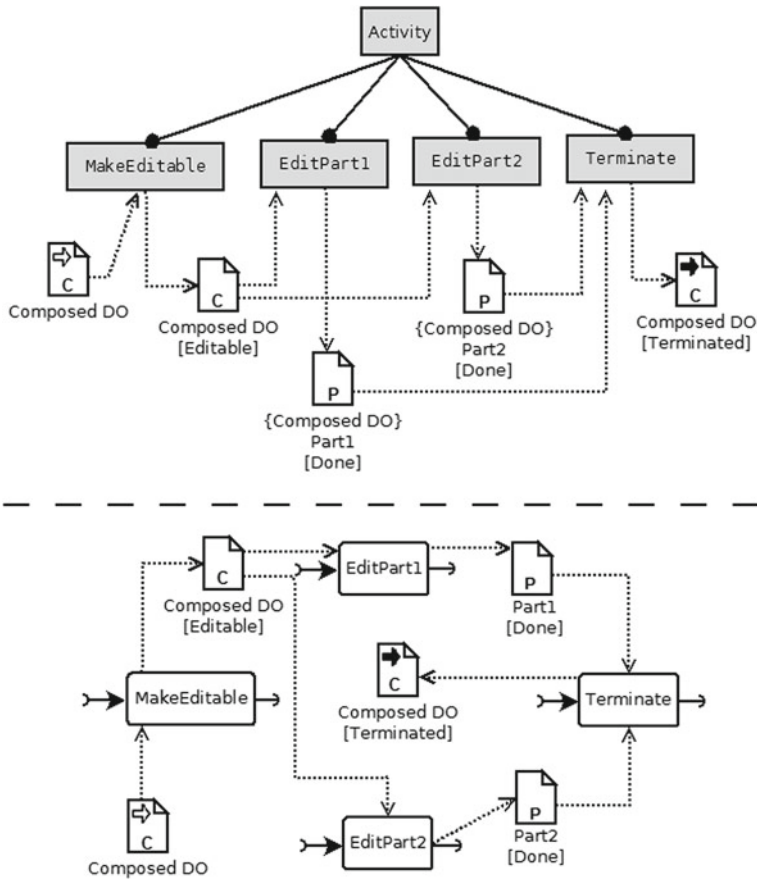 Activity
MakeEditable
EditPart1
EditPart2
Terminate
C
Composed DO
C
Composed DO
[Editable]
P
{Composed DO}
Part2
[Done]
C
Composed DO
[Terminated]
P
{Composed DO}
Part1
[Done]
C
Composed DO
[Editable]
EditPart1
P
Part1
[Done]
MakeEditable
C
Composed DO
[Terminated]
Terminate
C
Composed DO
EditPart2
P
Part2
[Done]